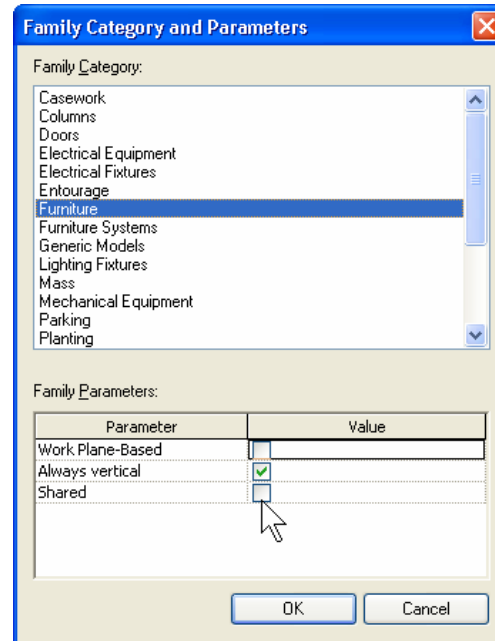 Family Category and Parameters
Family Category:
Casework
Columns
Doors
Electrical Equipment
Electrical Fixtures
Entourage
Furniture
Furniture Systems
Generic Models
Lighting Fixtures
Mass
Mechanical Equipment
Parking
Planting
Family Parameters:
Parameter Value
Work Plane-Based
Always vertical
Shared
OK Cancel